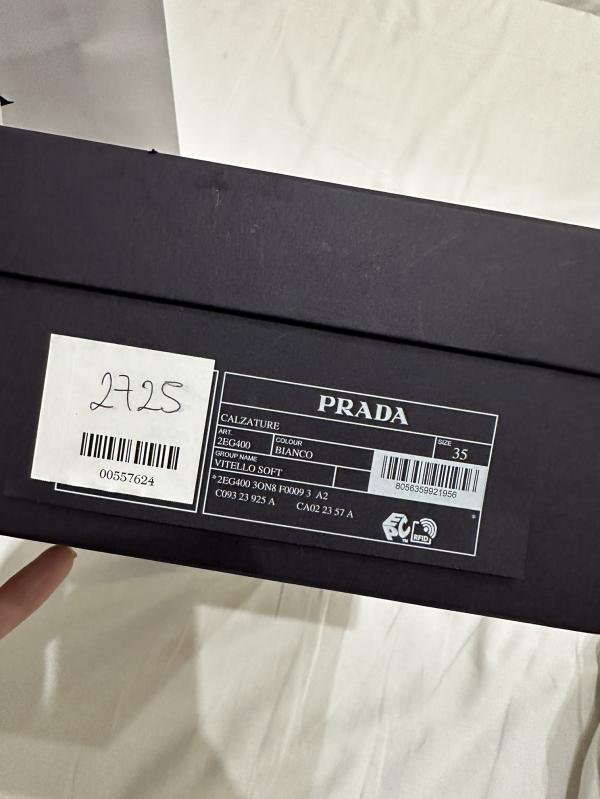 2725
00557624
PRADA
CALZATURE
ART.
2EG400
COLOUR
BIANCO
SIZE
35
GROUP NAME
VITELLO SOFT
8056359921956
*2EG400 3ON8 F0009 3 A2
C093 23 925 A CA02 23 57 A
EPC™
RFID